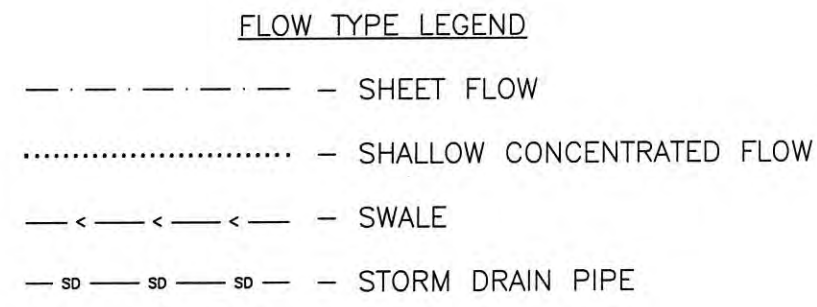 FLOW TYPE LEGEND
— · — · — · — – SHEET FLOW
............................ – SHALLOW CONCENTRATED FLOW
— < — < — < — – SWALE
— SD — SD — SD — – STORM DRAIN PIPE